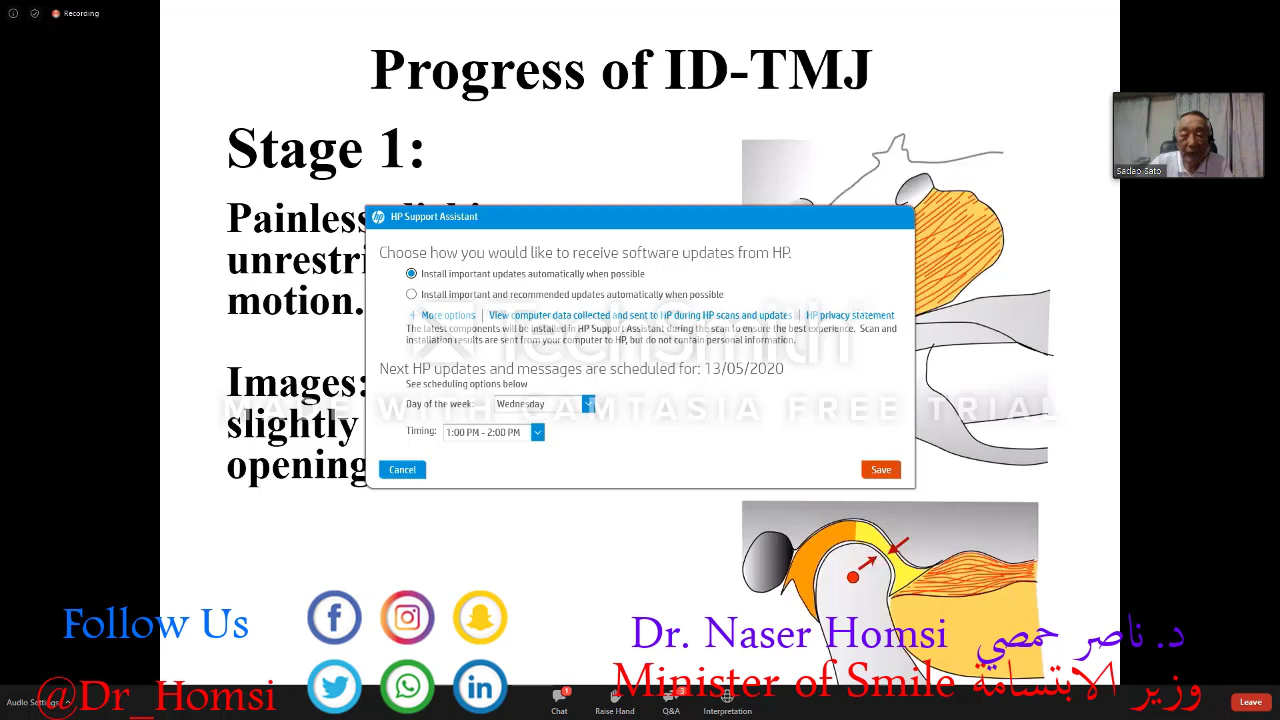 Recording
Progress of ID-TMJ
Stage 1:
Painless
unrestri
motion.
Images:
slightly
opening
Sadao Sato
HP Support Assistant
Choose how you would like to receive software updates from HP.
Install important updates automatically when possible
Install important and recommended updates automatically when possible
+ More options | View computer data collected and sent to HP during HP scans and updates | HP privacy statement
The latest components will be installed in HP Support Assistant during the scan to ensure the best experience. Scan and
installation results are sent from your computer to HP, but do not contain personal information.
TechSmith
Next HP updates and messages are scheduled for: 13/05/2020
See scheduling options below
Day of the week: Wednesday
MADE WITH CAMTASIA FREE TRIAL
Timing: 1:00 PM - 2:00 PM
Cancel
Save
Follow Us
@Dr_Homsi
Dr. Naser Homsi د. ناصر حمصي
Minister of Smile وزير الابتسامة
Audio Settings
Chat 1
Raise Hand
Q&A 3
Interpretation
Leave